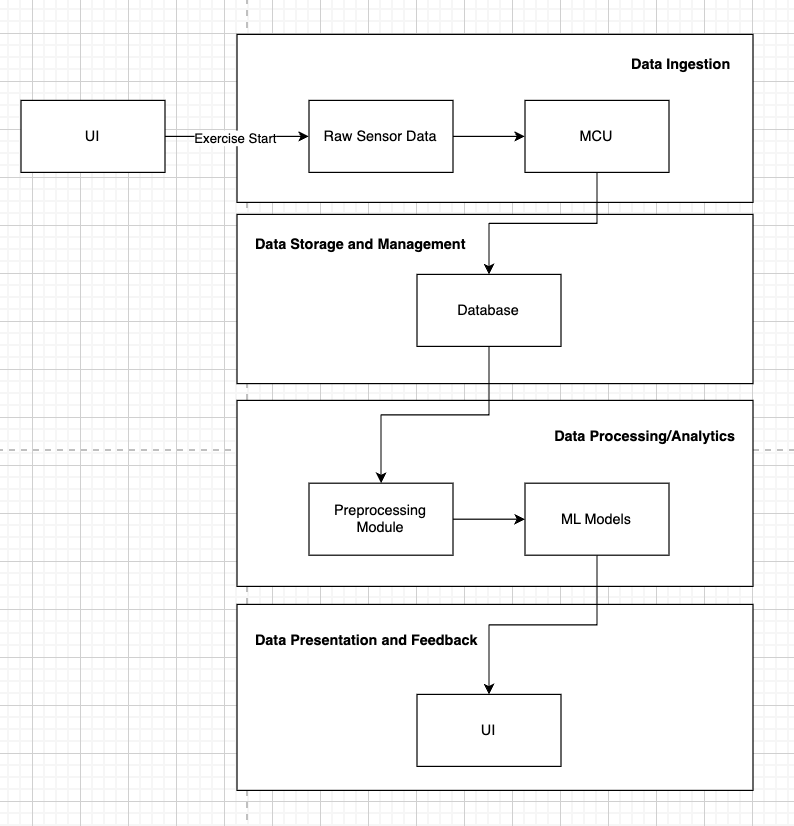 Data Ingestion
UI
Exercise Start
Raw Sensor Data
MCU
Data Storage and Management
Database
Data Processing/Analytics
Preprocessing
Module
ML Models
Data Presentation and Feedback
UI